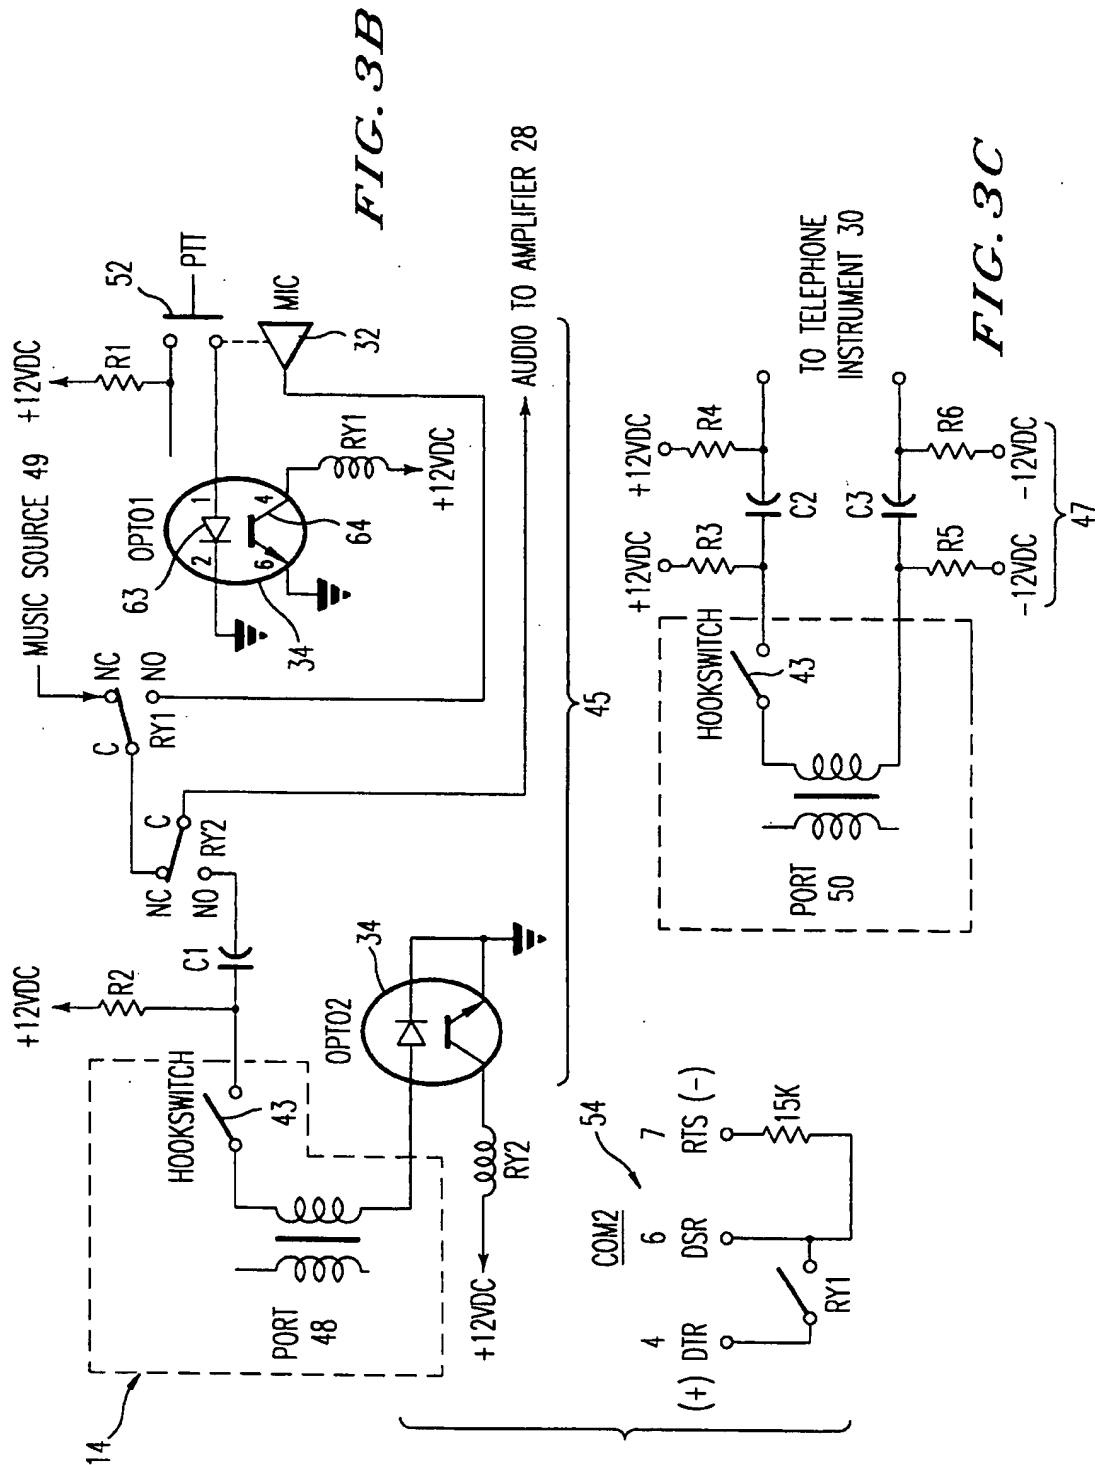 FIG. 3B
MUSIC SOURCE 49
+12VDC
R1
52
PTT
MIC
32
OPTO1
1
2
4
6
63
64
34
RY1
+12VDC
NC
C
NO
RY1
C
NC
NO
RY2
AUDIO TO AMPLIFIER 28
+12VDC
R2
C1
HOOKSWITCH
43
PORT
48
14
OPTO2
34
RY2
+12VDC
45
COM2
54
4
6
7
(+) DTR
DSR
RTS (-)
15K
RY1
FIG. 3C
HOOKSWITCH
43
PORT
50
+12VDC
+12VDC
R3
R4
C2
C3
R5
R6
-12VDC
-12VDC
47
TO TELEPHONE
INSTRUMENT 30